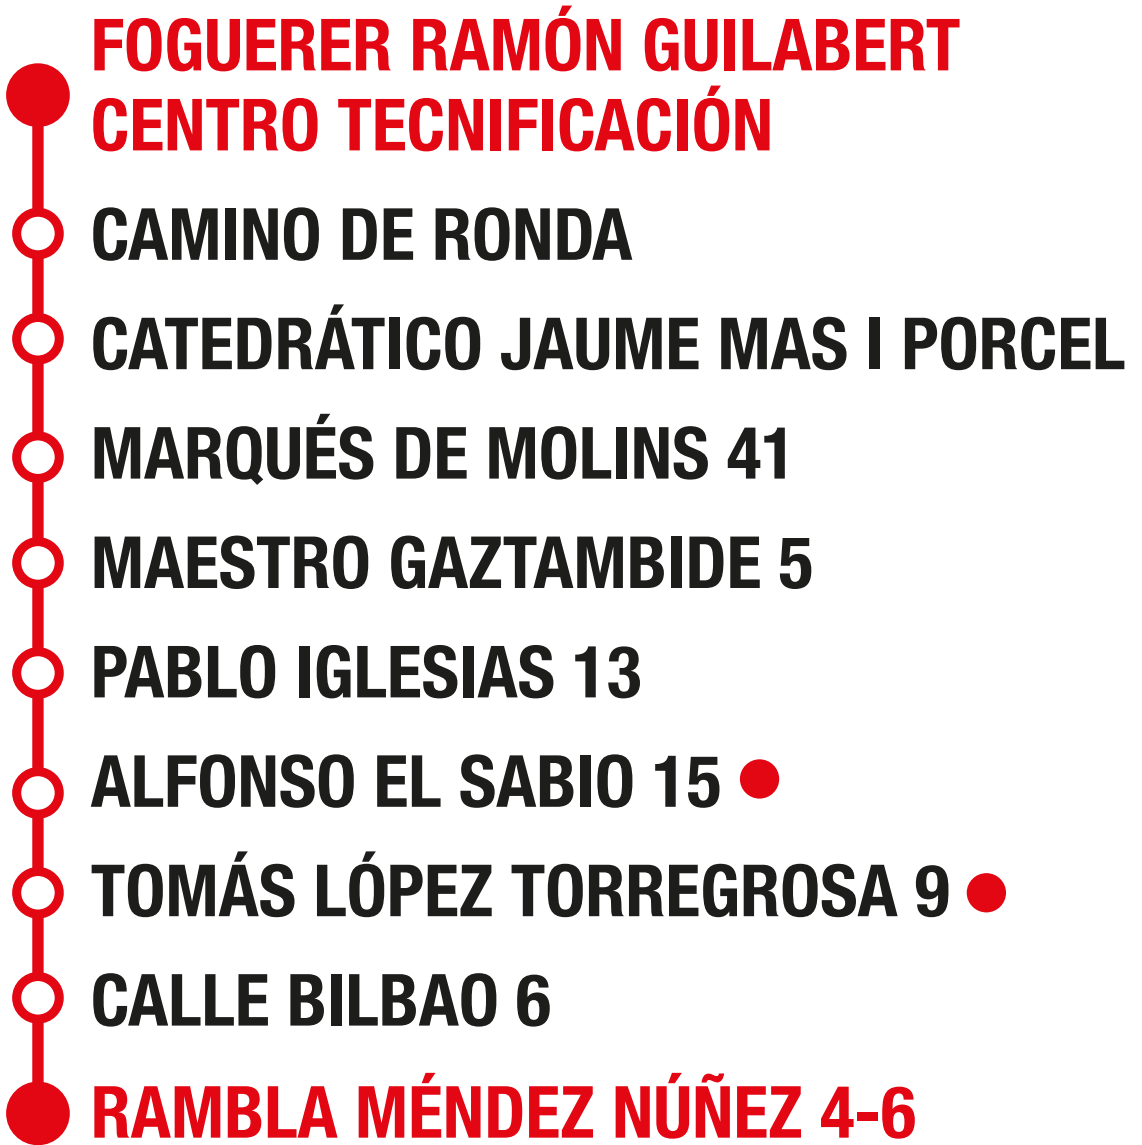 FOGUERER RAMÓN GUILABERT
CENTRO TECNIFICACIÓN
CAMINO DE RONDA
CATEDRÁTICO JAUME MAS I PORCEL
MARQUÉS DE MOLINS 41
MAESTRO GAZTAMBIDE 5
PABLO IGLESIAS 13
ALFONSO EL SABIO 15
TOMÁS LÓPEZ TORREGROSA 9
CALLE BILBAO 6
RAMBLA MÉNDEZ NÚÑEZ 4-6